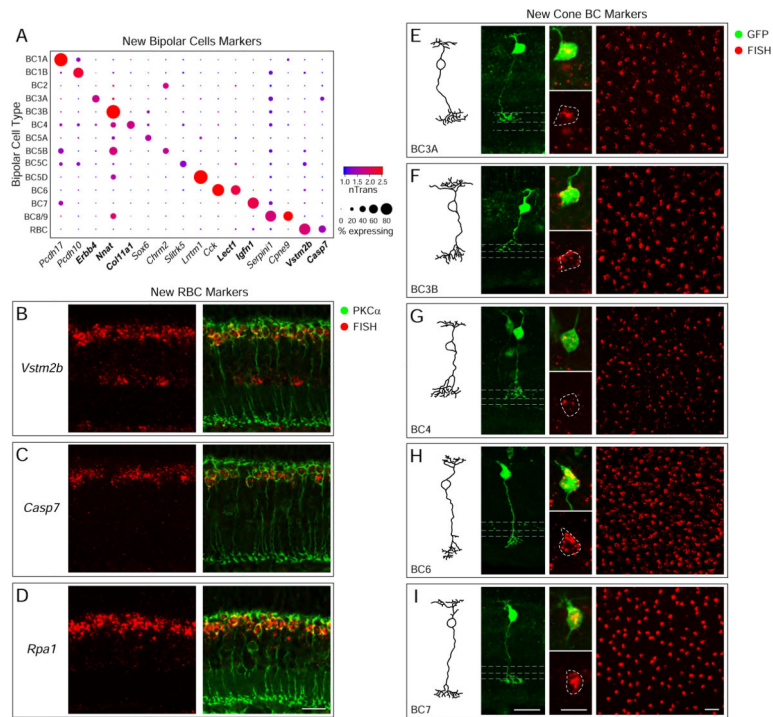 A
New Bipolar Cells Markers
Bipolar Cell Type
BC1A
BC1B
BC2
BC3A
BC3B
BC4
BC5A
BC5B
BC5C
BC5D
BC6
BC7
BC8/9
RBC
Pcdh17
Pcdh10
Erbb4
Nnat
Col11a1
Sox6
Chrm2
Slitrk5
Lrrtm1
Cck
Lect1
Igfn1
Serpini1
Cpne9
Vstm2b
Casp7
1.0 1.5 2.0 2.5
nTrans
0 20 40 60 80
% expressing
New RBC Markers
PKCα
FISH
B
Vstm2b
C
Casp7
D
Rpa1
New Cone BC Markers
GFP
FISH
E
BC3A
F
BC3B
G
BC4
H
BC6
I
BC7